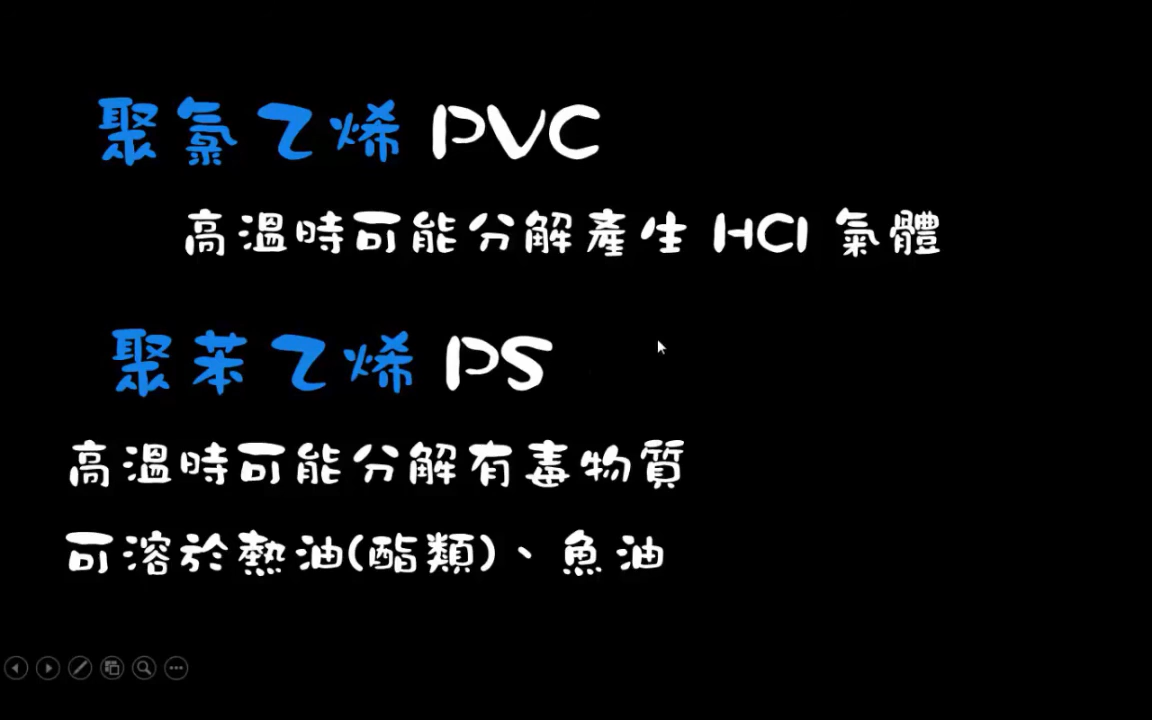 聚氯乙烯 PVC
高溫時可能分解產生 HCl 氣體
聚苯乙烯 PS
高溫時可能分解有毒物質
可溶於熱油(酯類)、魚油